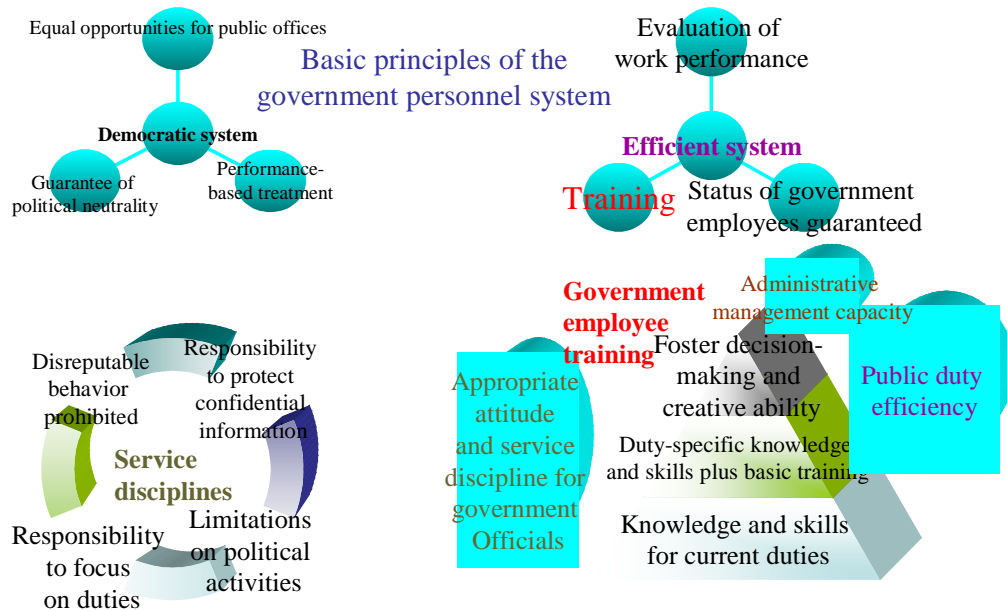 Equal opportunities for public offices
Basic principles of the
government personnel system
Democratic system
Guarantee of
political neutrality
Performance-
based treatment
Evaluation of
work performance
Efficient system
Training
Status of government
employees guaranteed
Disreputable
behavior
prohibited
Responsibility
to protect
confidential
information
Service
disciplines
Responsibility
to focus
on duties
Limitations
on political
activities
Government
employee
training
Administrative
management capacity
Appropriate
attitude
and service
discipline for
government
Officials
Foster decision-
making and
creative ability
Public duty
efficiency
Duty-specific knowledge
and skills plus basic training
Knowledge and skills
for current duties